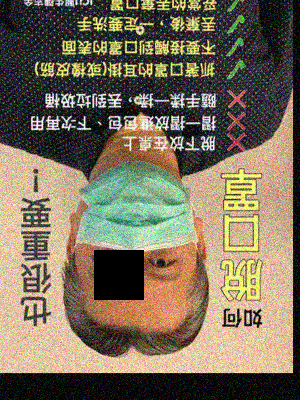 如何
脫口罩
也很重要！
脫下放在桌上
摺一摺放進包包、下次再用
隨手揉一揉，丟到垃圾桶
抓著口罩的耳掛(或橡皮筋)
不要接觸到口罩的表面
丟棄後，一定要洗手